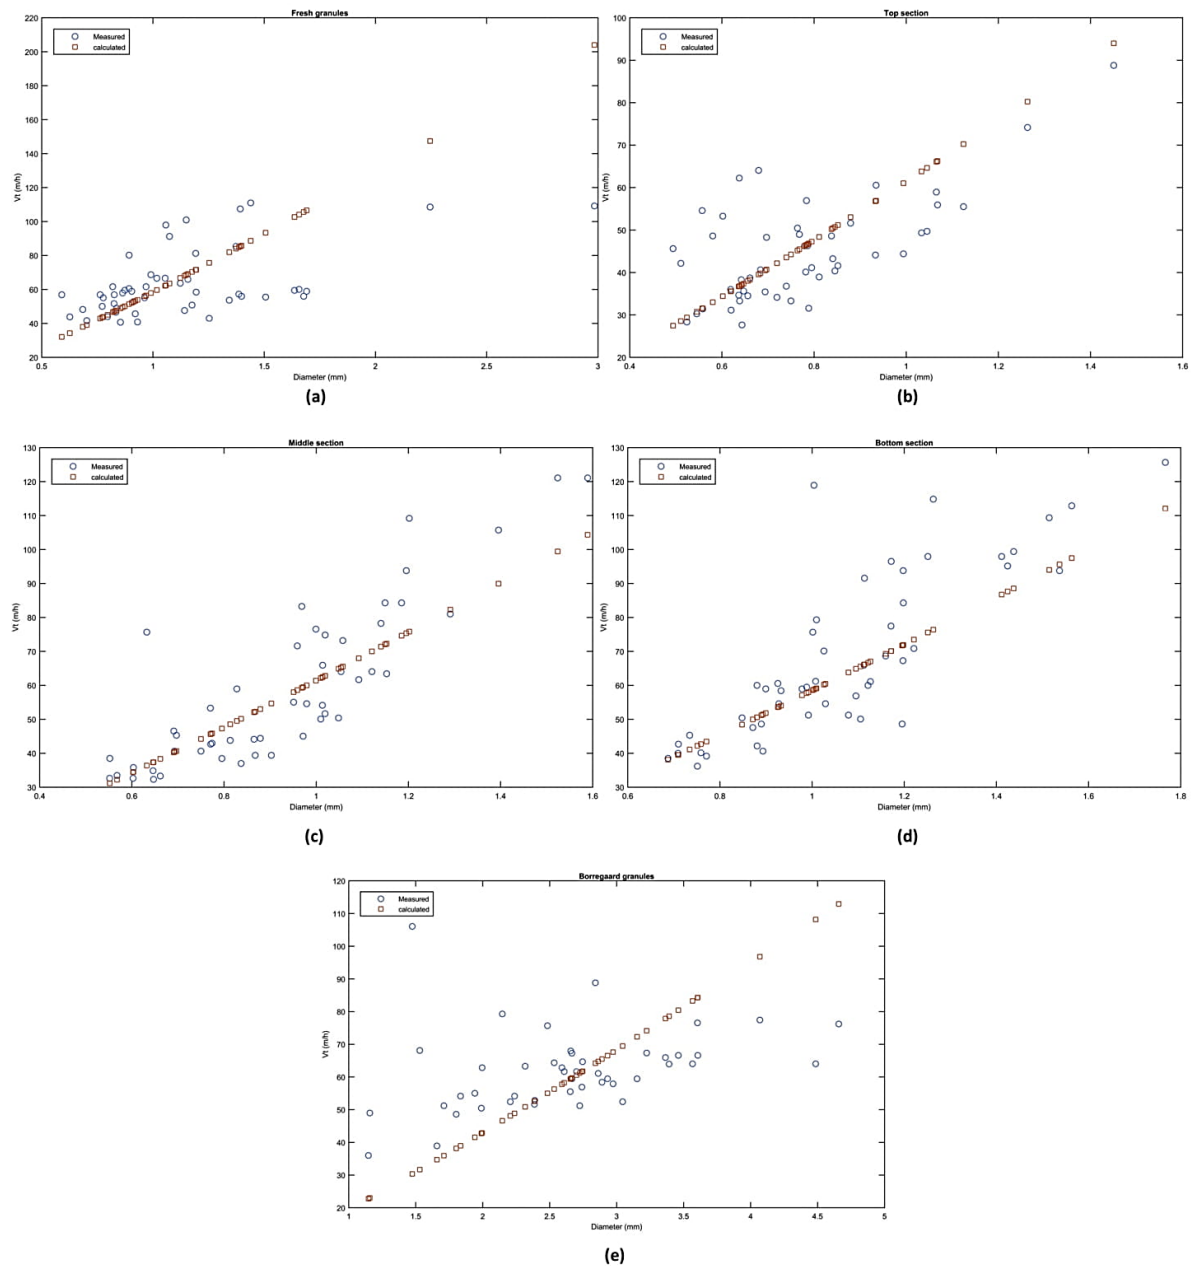 Fresh granules
Measured
calculated
220
200
180
160
140
120
100
80
60
40
20
Vt (m/h)
0.5 1 1.5 2 2.5 3
Diameter (mm)
(a)
Top section
Measured
calculated
100
90
80
70
60
50
40
30
20
Vt (m/h)
0.4 0.6 0.8 1 1.2 1.4 1.6
Diameter (mm)
(b)
Middle section
Measured
calculated
130
120
110
100
90
80
70
60
50
40
30
Vt (m/h)
0.4 0.6 0.8 1 1.2 1.4 1.6
Diameter (mm)
(c)
Bottom section
Measured
calculated
130
120
110
100
90
80
70
60
50
40
30
Vt (m/h)
0.6 0.8 1 1.2 1.4 1.6 1.8
Diameter (mm)
(d)
Borregaard granules
Measured
calculated
120
110
100
90
80
70
60
50
40
30
20
Vt (m/h)
1 1.5 2 2.5 3 3.5 4 4.5 5
Diameter (mm)
(e)